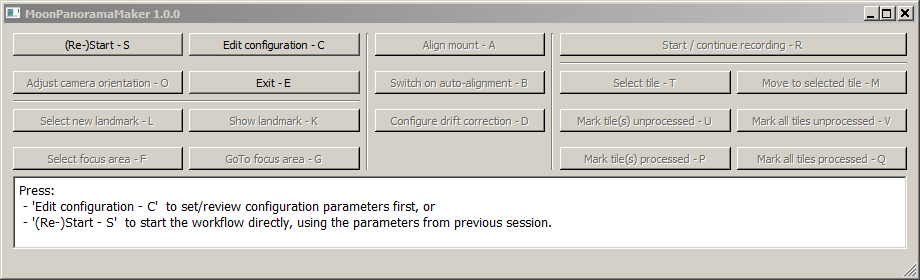 MoonPanoramaMaker 1.0.0
(Re-)Start - S
Edit configuration - C
Align mount - A
Start / continue recording - R
Adjust camera orientation - O
Exit - E
Switch on auto-alignment - B
Select tile - T
Move to selected tile - M
Select new landmark - L
Show landmark - K
Configure drift correction - D
Mark tile(s) unprocessed - U
Mark all tiles unprocessed - V
Select focus area - F
GoTo focus area - G
Mark tile(s) processed - P
Mark all tiles processed - Q
Press:
- 'Edit configuration - C'  to set/review configuration parameters first, or
- '(Re-)Start - S'  to start the workflow directly, using the parameters from previous session.